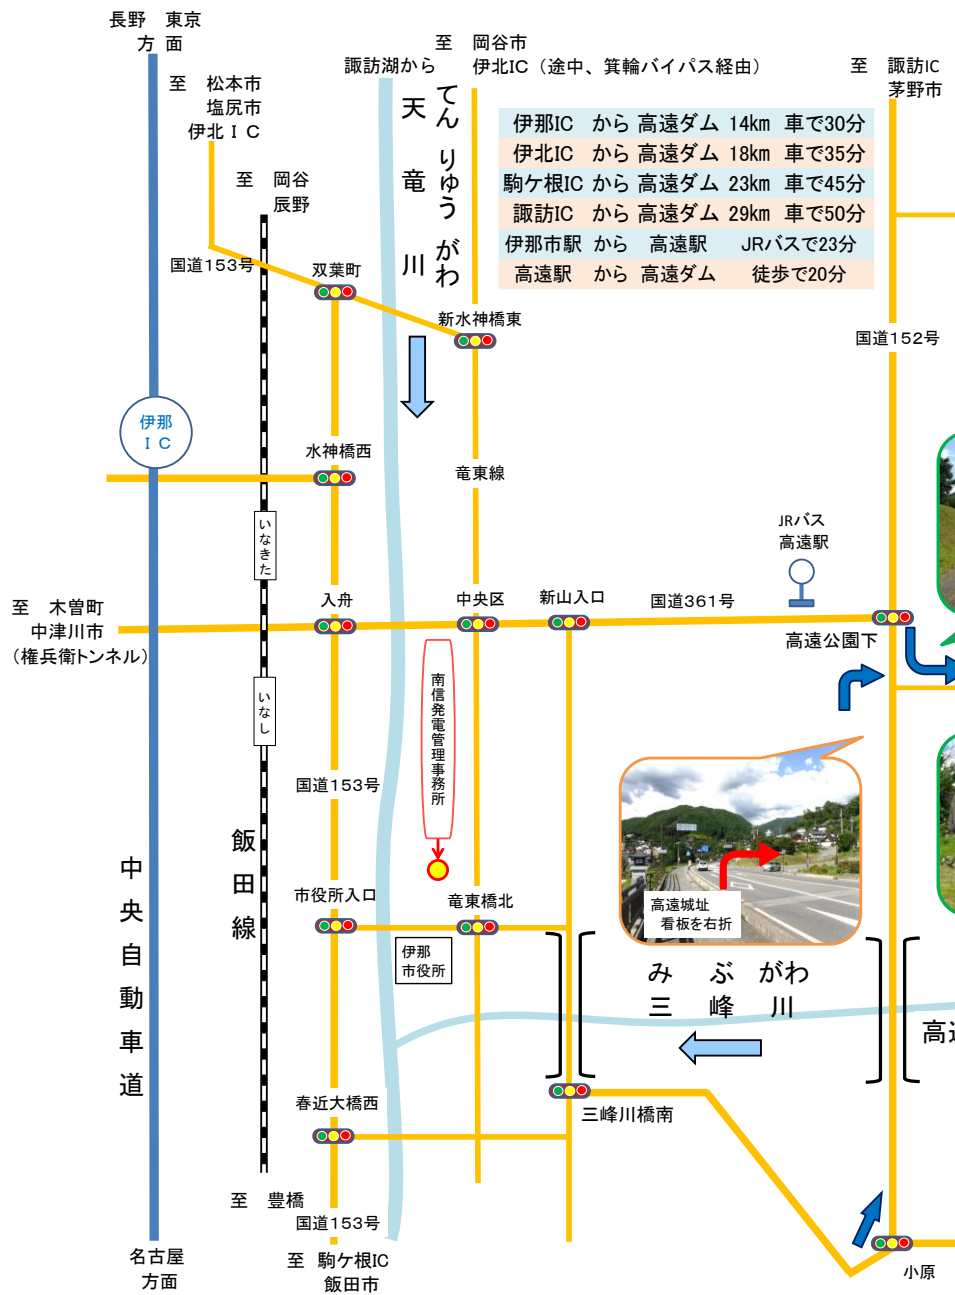 長野 東京
方 面
至 松本市
塩尻市
伊北ＩＣ
至 岡谷
辰野
諏訪湖から
至 岡谷市
伊北IC（途中、箕輪バイパス経由）
至 諏訪IC
茅野市
天竜川
てんりゅうがわ
伊那IC から 高遠ダム 14km 車で30分
伊北IC から 高遠ダム 18km 車で35分
駒ケ根IC から 高遠ダム 23km 車で45分
諏訪IC から 高遠ダム 29km 車で50分
伊那市駅 から 高遠駅 JRバスで23分
高遠駅 から 高遠ダム 徒歩で20分
国道153号
双葉町
新水神橋東
国道152号
伊那
ＩＣ
水神橋西
竜東線
いなきた
JRバス
高遠駅
至 木曽町
中津川市
（権兵衛トンネル）
入舟
中央区
新山入口
国道361号
高遠公園下
いなし
南信発電管理事務所
国道153号
飯田線
中央自動車道
高遠城址
看板を右折
市役所入口
竜東橋北
伊那
市役所
み ぶ がわ
三 峰 川
高遠
春近大橋西
三峰川橋南
至 豊橋
国道153号
名古屋
方面
至 駒ケ根IC
飯田市
小原